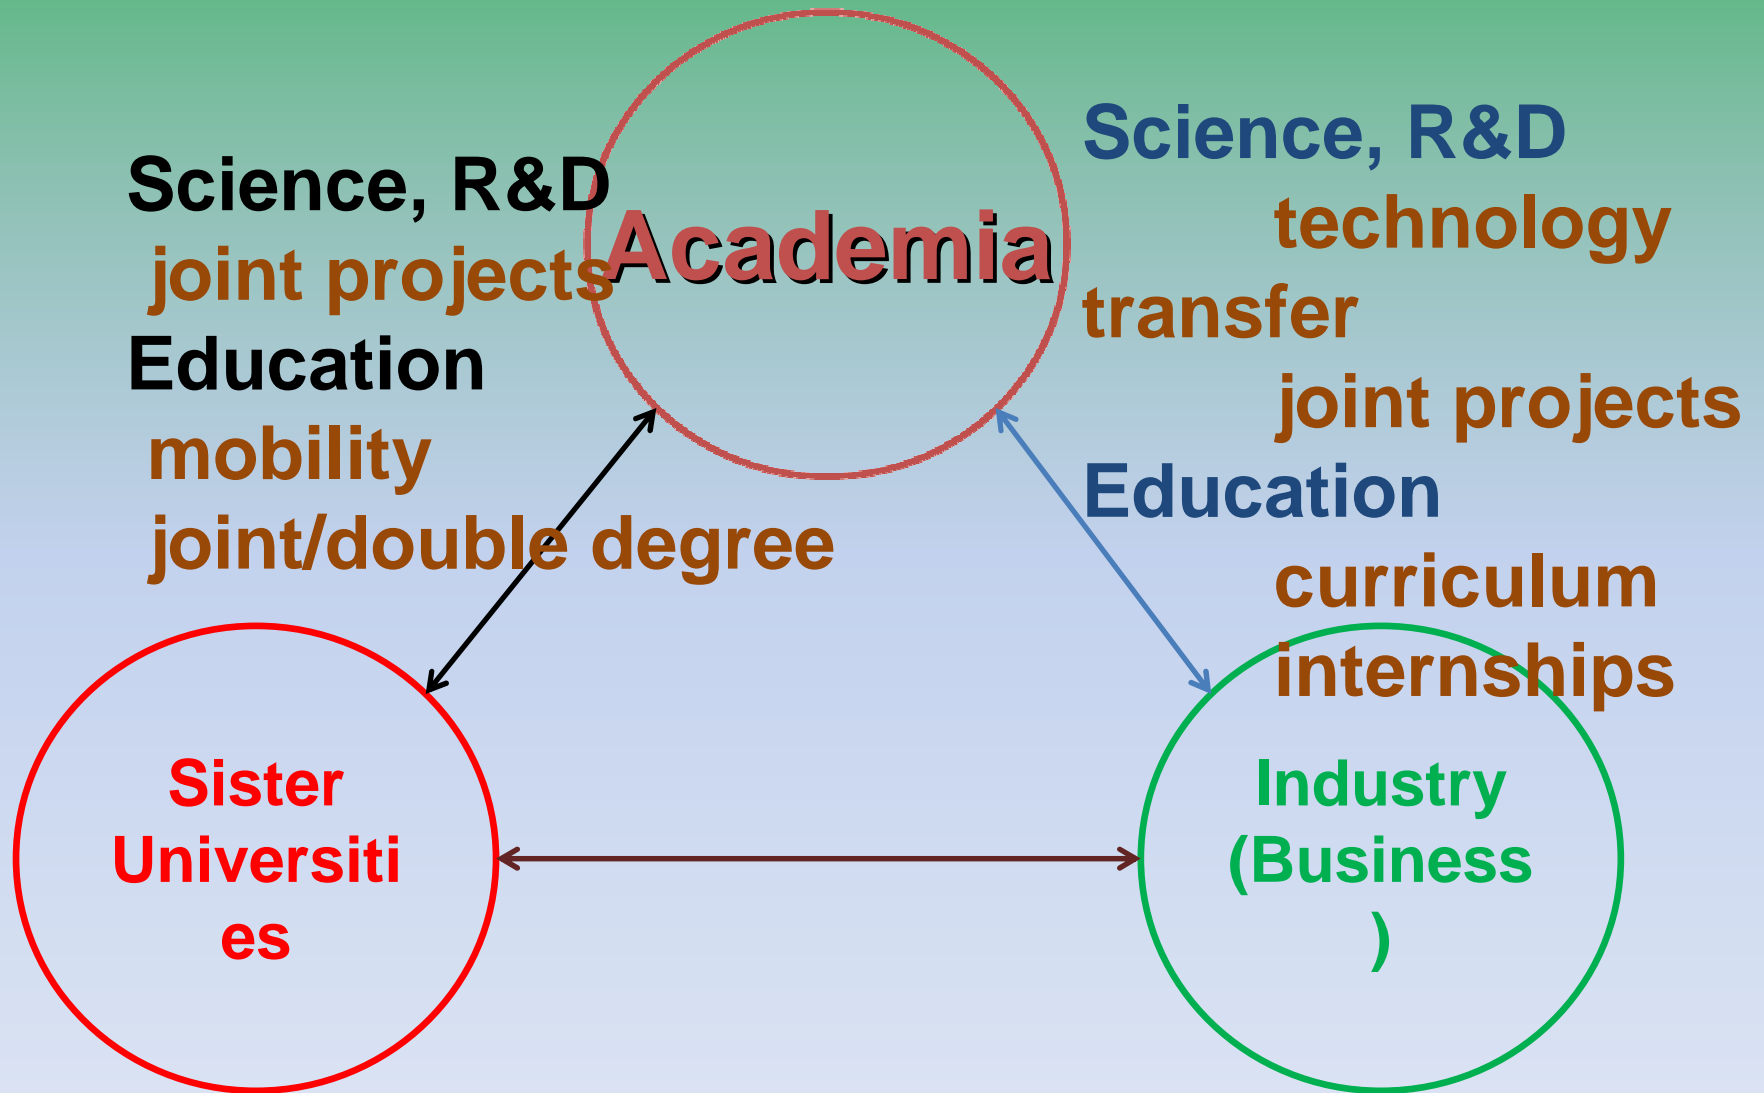 Science, R&D
joint projects
Education
mobility
joint/double degree
Academia
Science, R&D
technology
transfer
joint projects
Education
curriculum
internships
Sister
Universiti
es
Industry
(Business
)